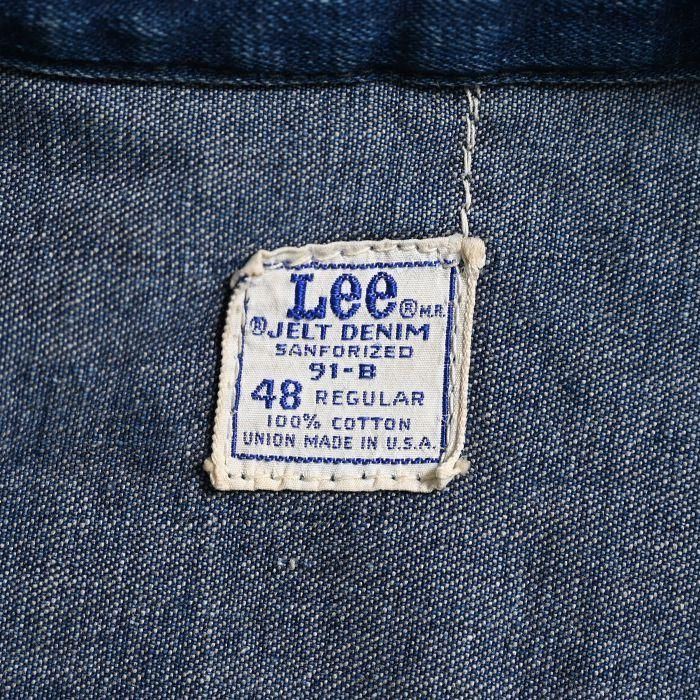 Lee ® M.R.
® JELT DENIM
SANFORIZED
91-B
48 REGULAR
100% COTTON
UNION MADE IN U.S.A.